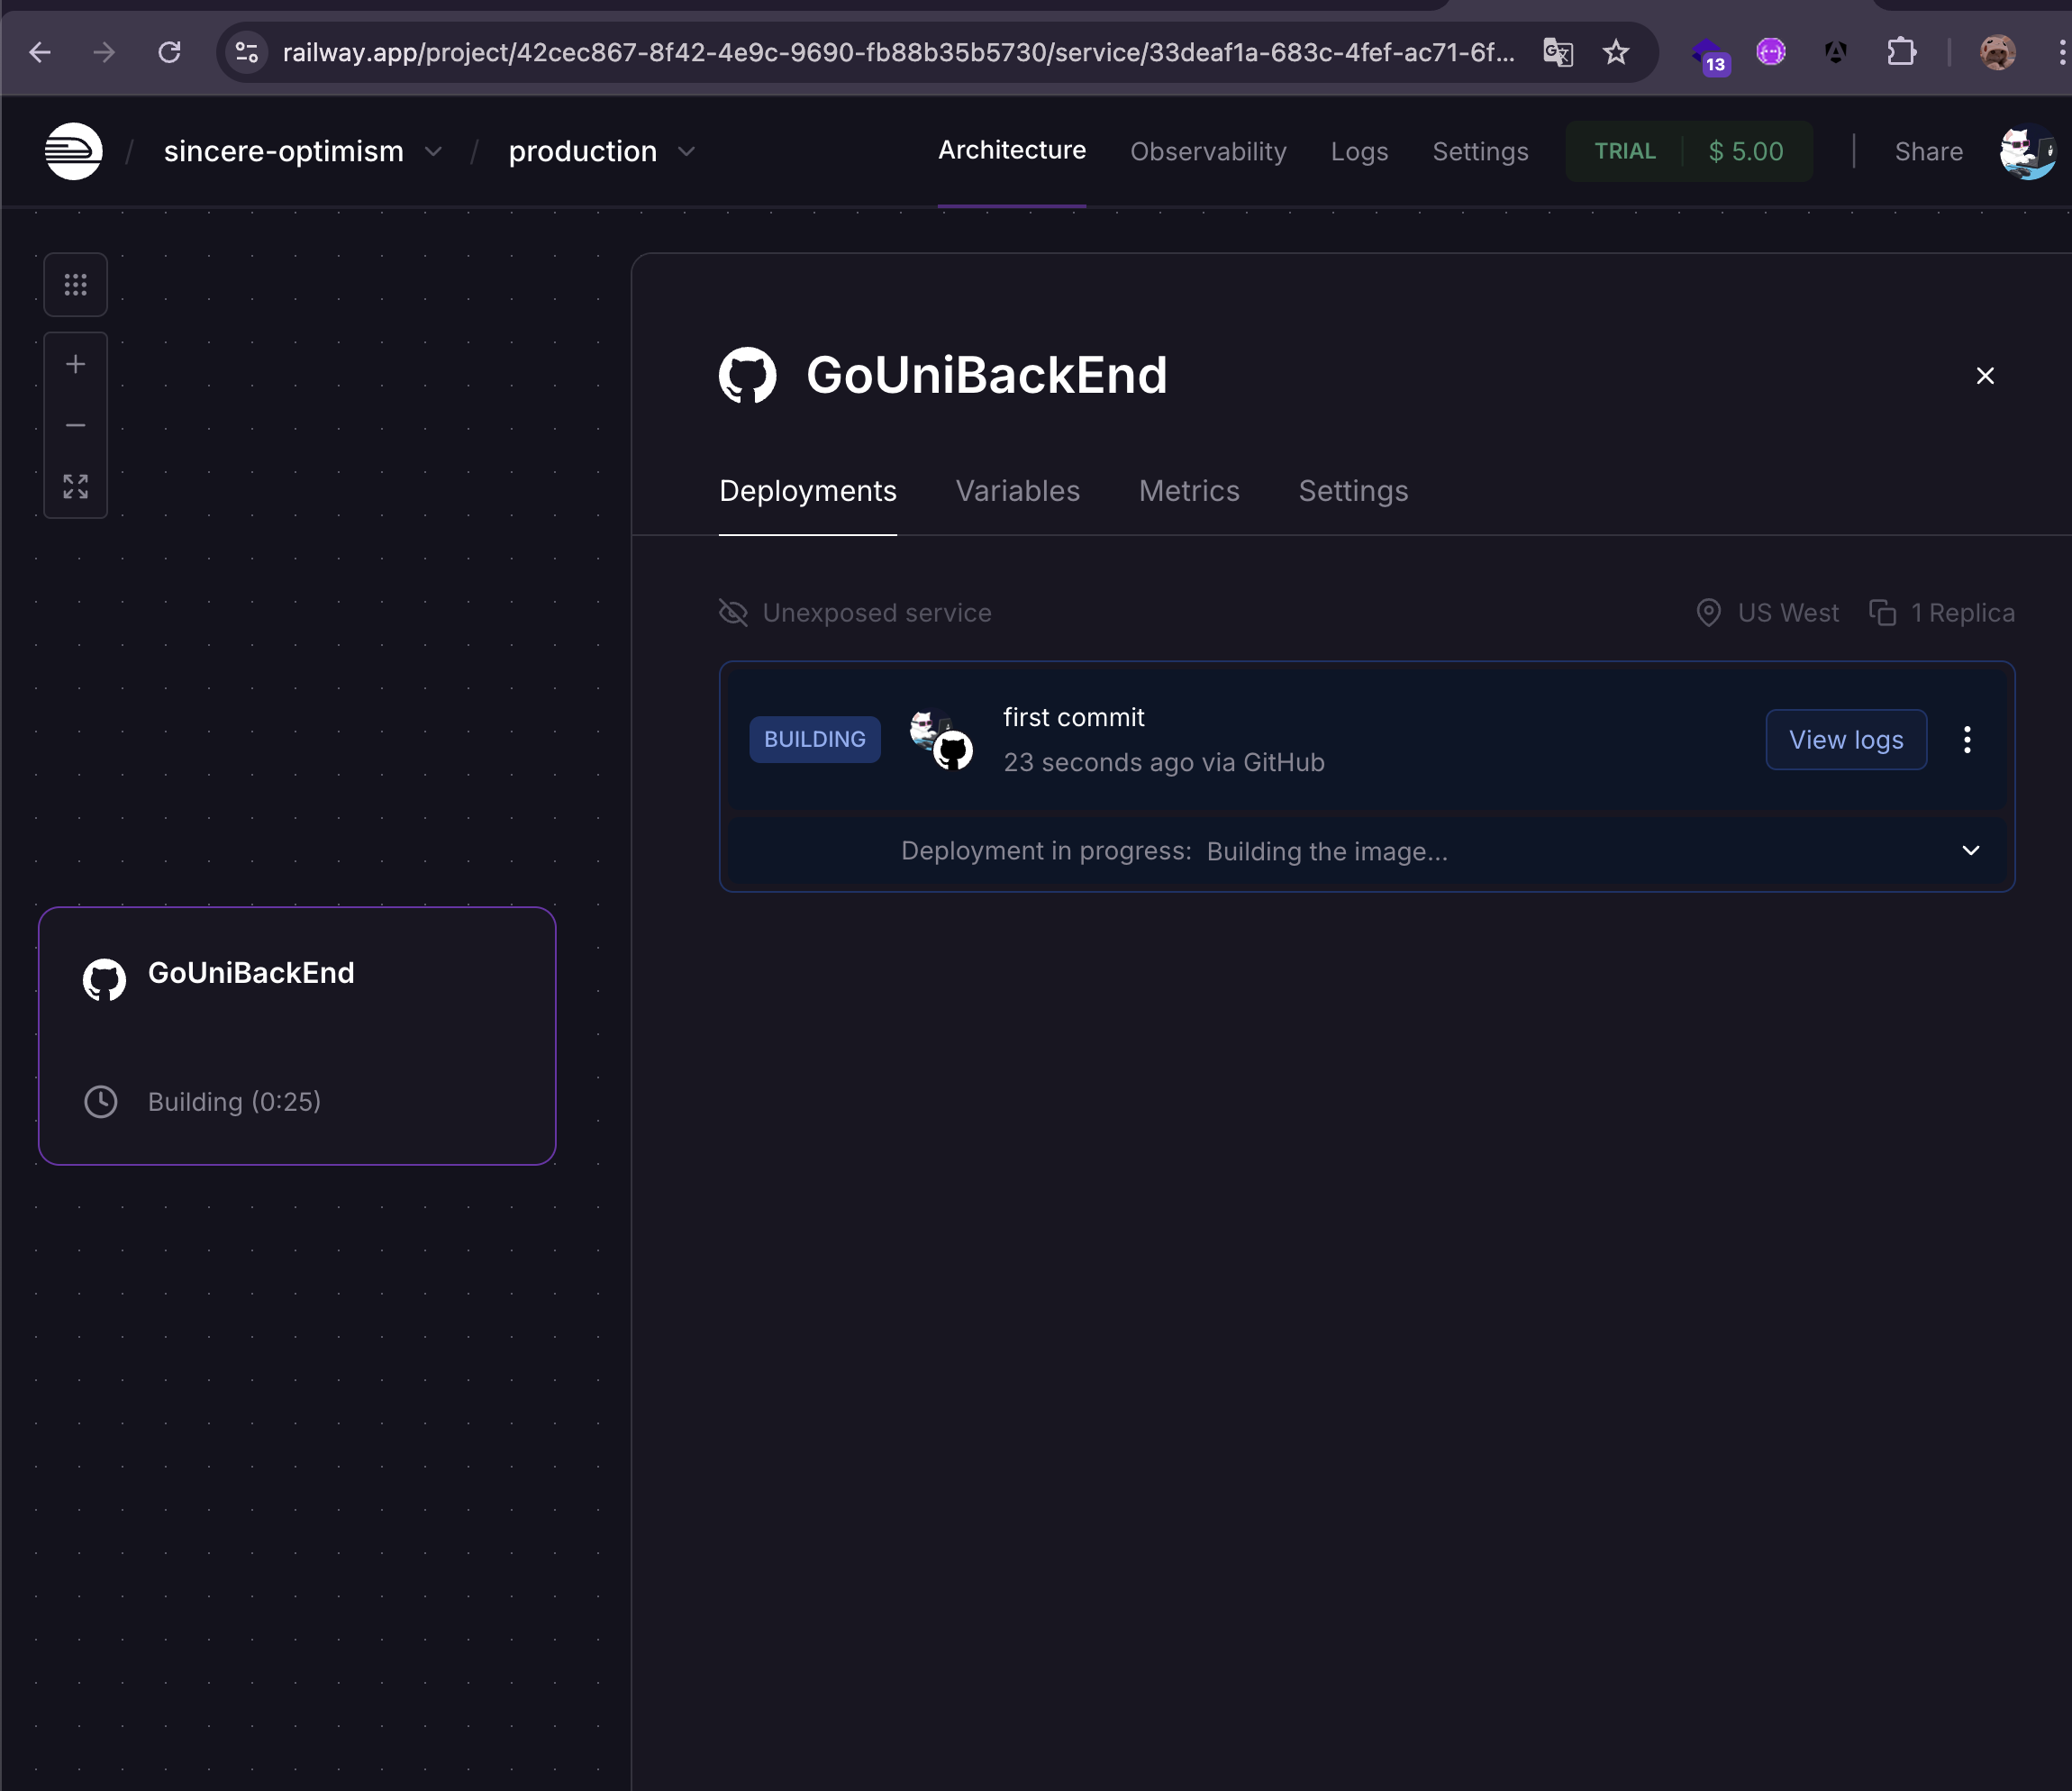 railway.app/project/42cec867-8f42-4e9c-9690-fb88b35b5730/service/33deaf1a-683c-4fef-ac71-6f...
13
/ sincere-optimism / production
Architecture Observability Logs Settings TRIAL $ 5.00 Share
GoUniBackEnd
Deployments Variables Metrics Settings
Unexposed service US West 1 Replica
BUILDING
first commit
23 seconds ago via GitHub
View logs
Deployment in progress: Building the image...
GoUniBackEnd
Building (0:25)